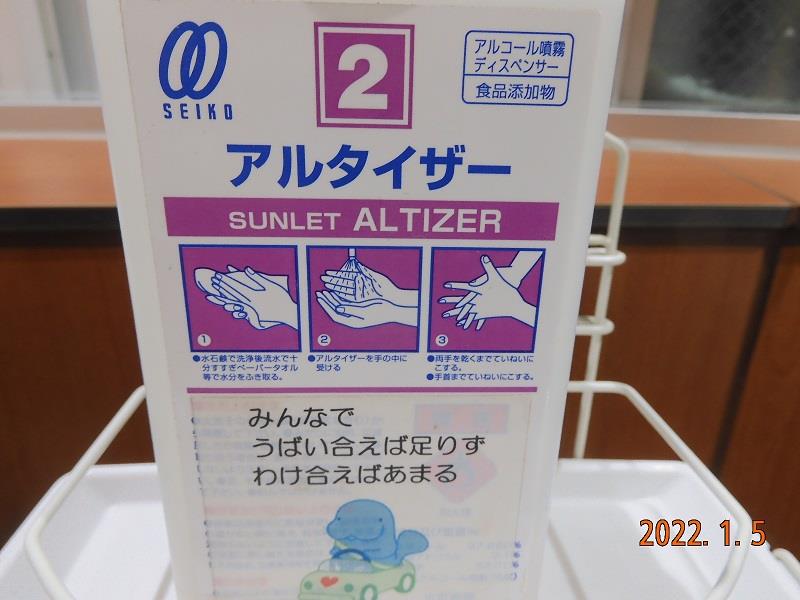 SEIKO
2
アルコール噴霧
ディスペンサー
食品添加物
アルタイザー
SUNLET ALTIZER
1
●水石鹸で洗浄後流水で十
分すすぎペーパータオル
等で水分をふき取る。
2
●アルタイザーを手の中に
受ける
3
●両手を乾くまでていねいに
こする。
●手首までていねいにこする。
みんなで
うばい合えば足りず
わけ合えばあまる
2022. 1. 5